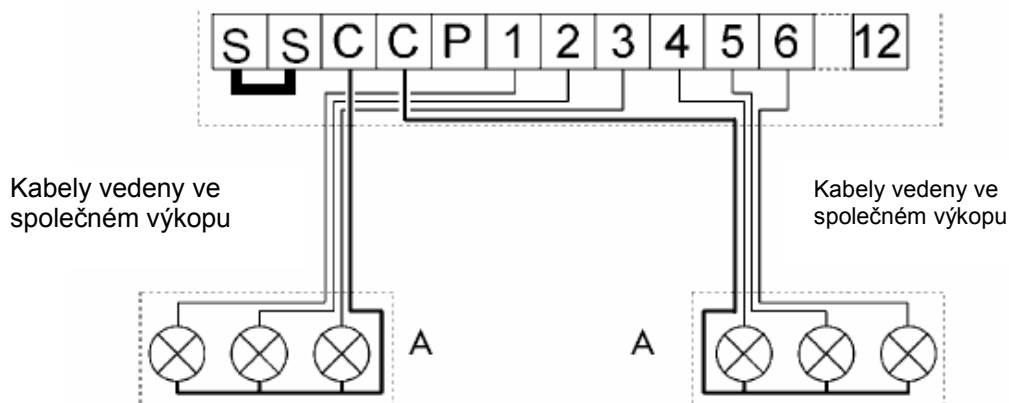 S S C C P 1 2 3 4 5 6 12
Kabely vedeny ve
společném výkopu
Kabely vedeny ve
společném výkopu
A
A